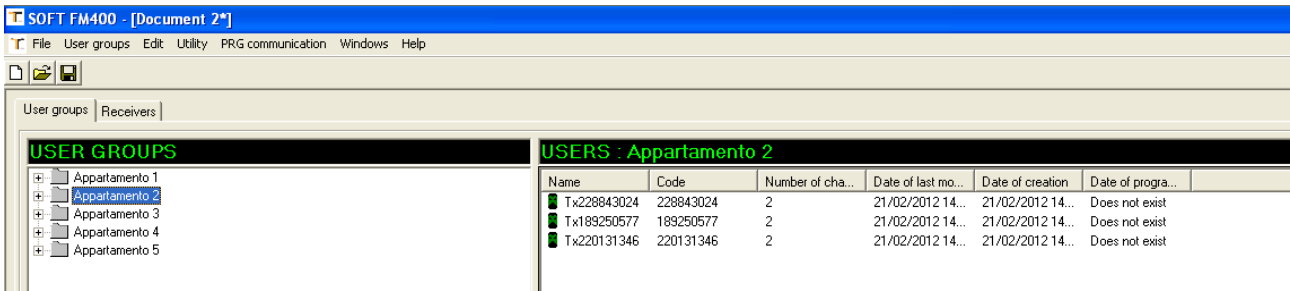 SOFT FM400 - [Document 2*]
File User groups Edit Utility PRG communication Windows Help
User groups Receivers
USER GROUPS
Appartamento 1
Appartamento 2
Appartamento 3
Appartamento 4
Appartamento 5
USERS : Appartamento 2
Name Code Number of cha... Date of last mo... Date of creation Date of progra...
Tx228843024 228843024 2 21/02/2012 14... 21/02/2012 14... Does not exist
Tx189250577 189250577 2 21/02/2012 14... 21/02/2012 14... Does not exist
Tx220131346 220131346 2 21/02/2012 14... 21/02/2012 14... Does not exist